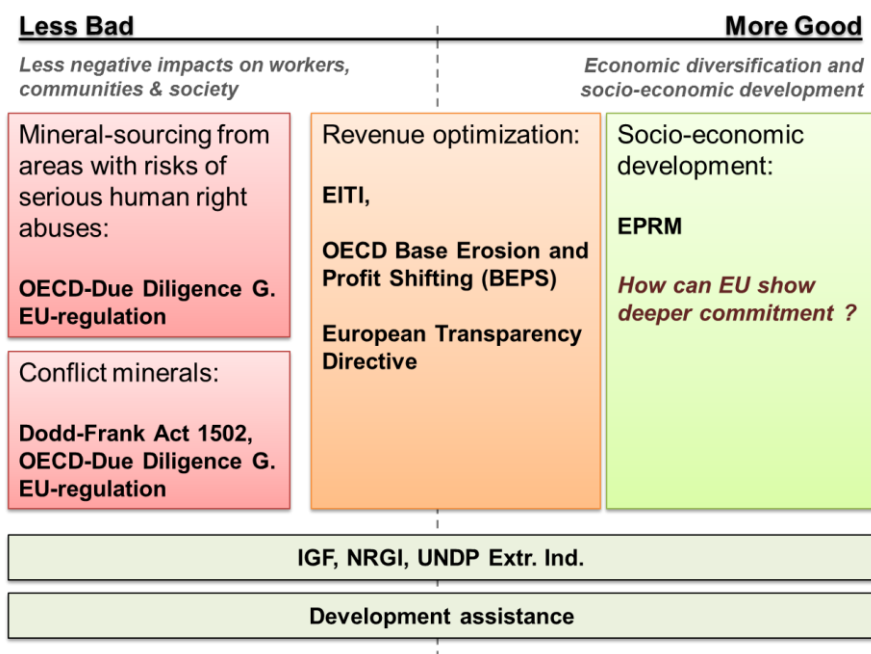 Less Bad
More Good
Less negative impacts on workers,
communities & society
Economic diversification and
socio-economic development
Mineral-sourcing from
areas with risks of
serious human right
abuses:
OECD-Due Diligence G.
EU-regulation
Conflict minerals:
Dodd-Frank Act 1502,
OECD-Due Diligence G.
EU-regulation
Revenue optimization:
EITI,
OECD Base Erosion and
Profit Shifting (BEPS)
European Transparency
Directive
Socio-economic
development:
EPRM
How can EU show
deeper commitment ?
IGF, NRGI, UNDP Extr. Ind.
Development assistance